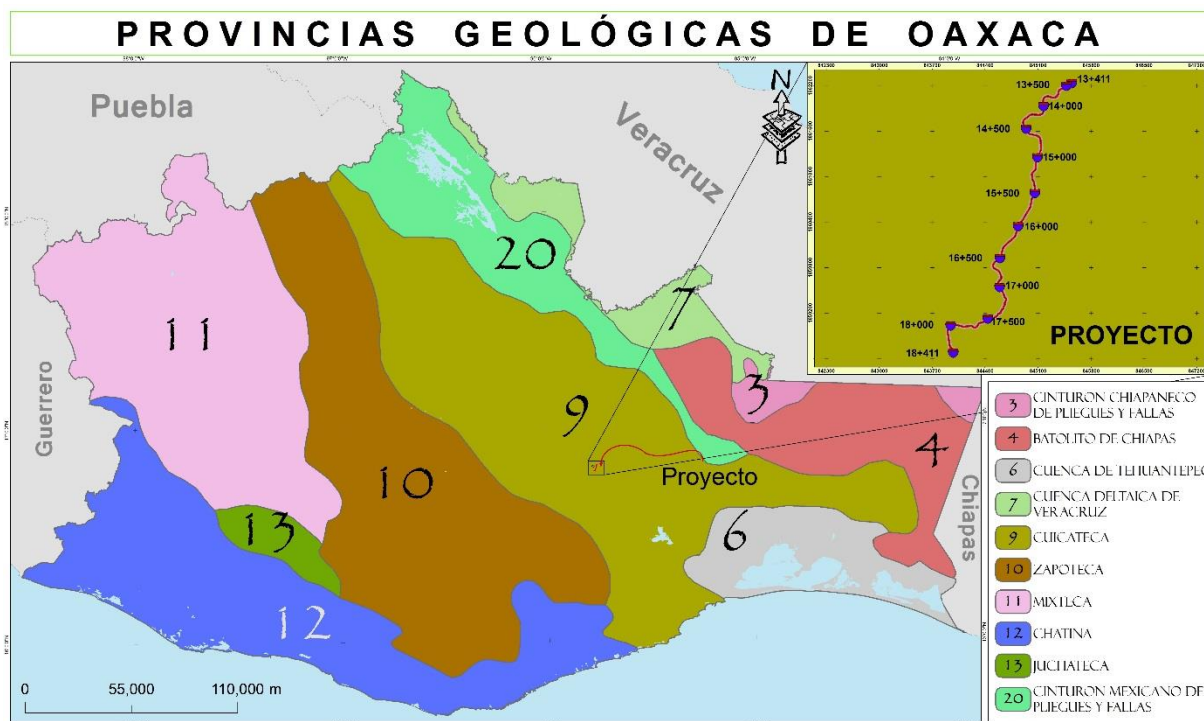 PROVINCIAS GEOLÓGICAS DE OAXACA
Puebla
Veracruz
Guerrero
Chiapas
N
20
7
11
3
9
4
10
Proyecto
6
13
12
0 55,000 110,000 m
13+500
13+411
14+000
14+500
15+000
15+500
16+000
16+500
17+000
18+000
17+500
18+411
PROYECTO
3 CINTURON CHIAPANECO
DE PLIEGUES Y FALLAS
4 BATOLITO DE CHIAPAS
6 CUENCA DE TEHUANTEPEC
7 CUENCA DELTAICA DE
VERACRUZ
9 CUICATECA
10 ZAPOTECA
11 MIXTECA
12 CHATINA
13 JUCHATECA
20 CINTURON MEXICANO DE
PLIEGUES Y FALLAS